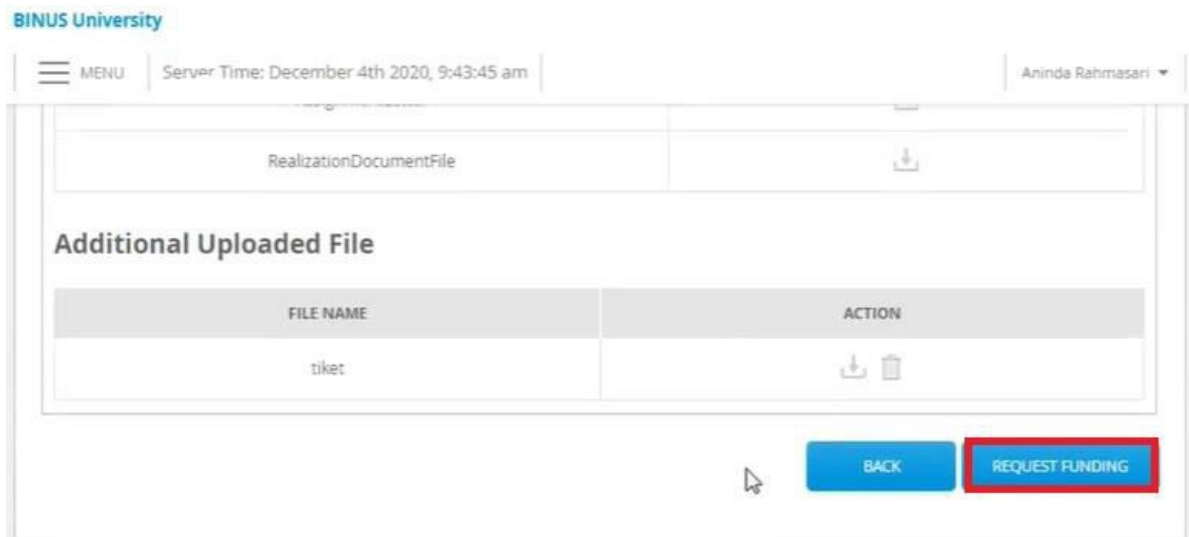 BINUS University
MENU
Server Time: December 4th 2020, 9:43:45 am
Aninda Rahmasari
RealizationDocumentFile
Additional Uploaded File
FILE NAME
ACTION
tiket
BACK
REQUEST FUNDING